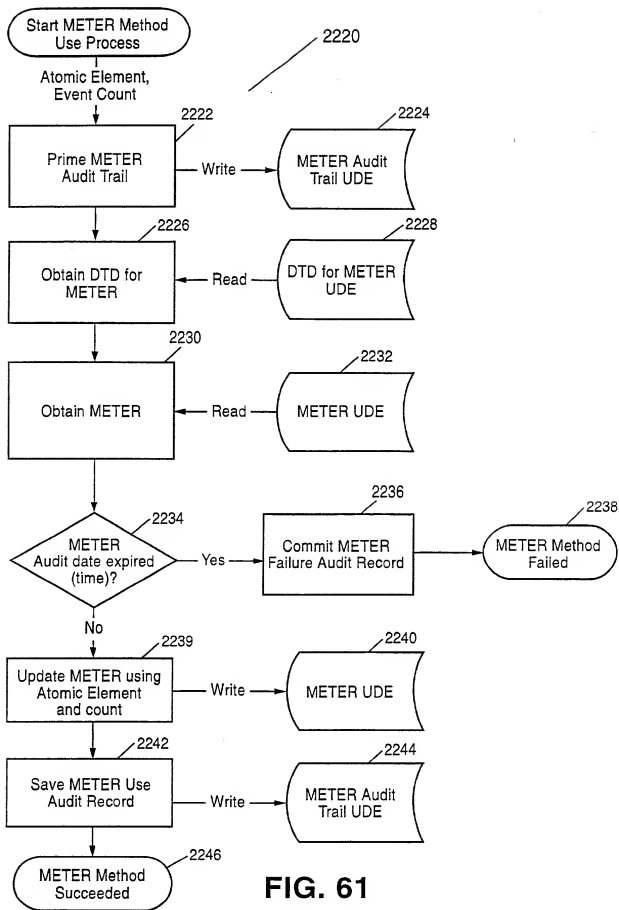 Start METER Method
Use Process
2220
Atomic Element,
Event Count
2222
Prime METER
Audit Trail
Write
2224
METER Audit
Trail UDE
2226
Obtain DTD for
METER
Read
2228
DTD for METER
UDE
2230
Obtain METER
Read
2232
METER UDE
2234
METER
Audit date expired
(time)?
Yes
2236
Commit METER
Failure Audit Record
2238
METER Method
Failed
No
2239
Update METER using
Atomic Element
and count
Write
2240
METER UDE
2242
Save METER Use
Audit Record
Write
2244
METER Audit
Trail UDE
2246
METER Method
Succeeded
FIG. 61